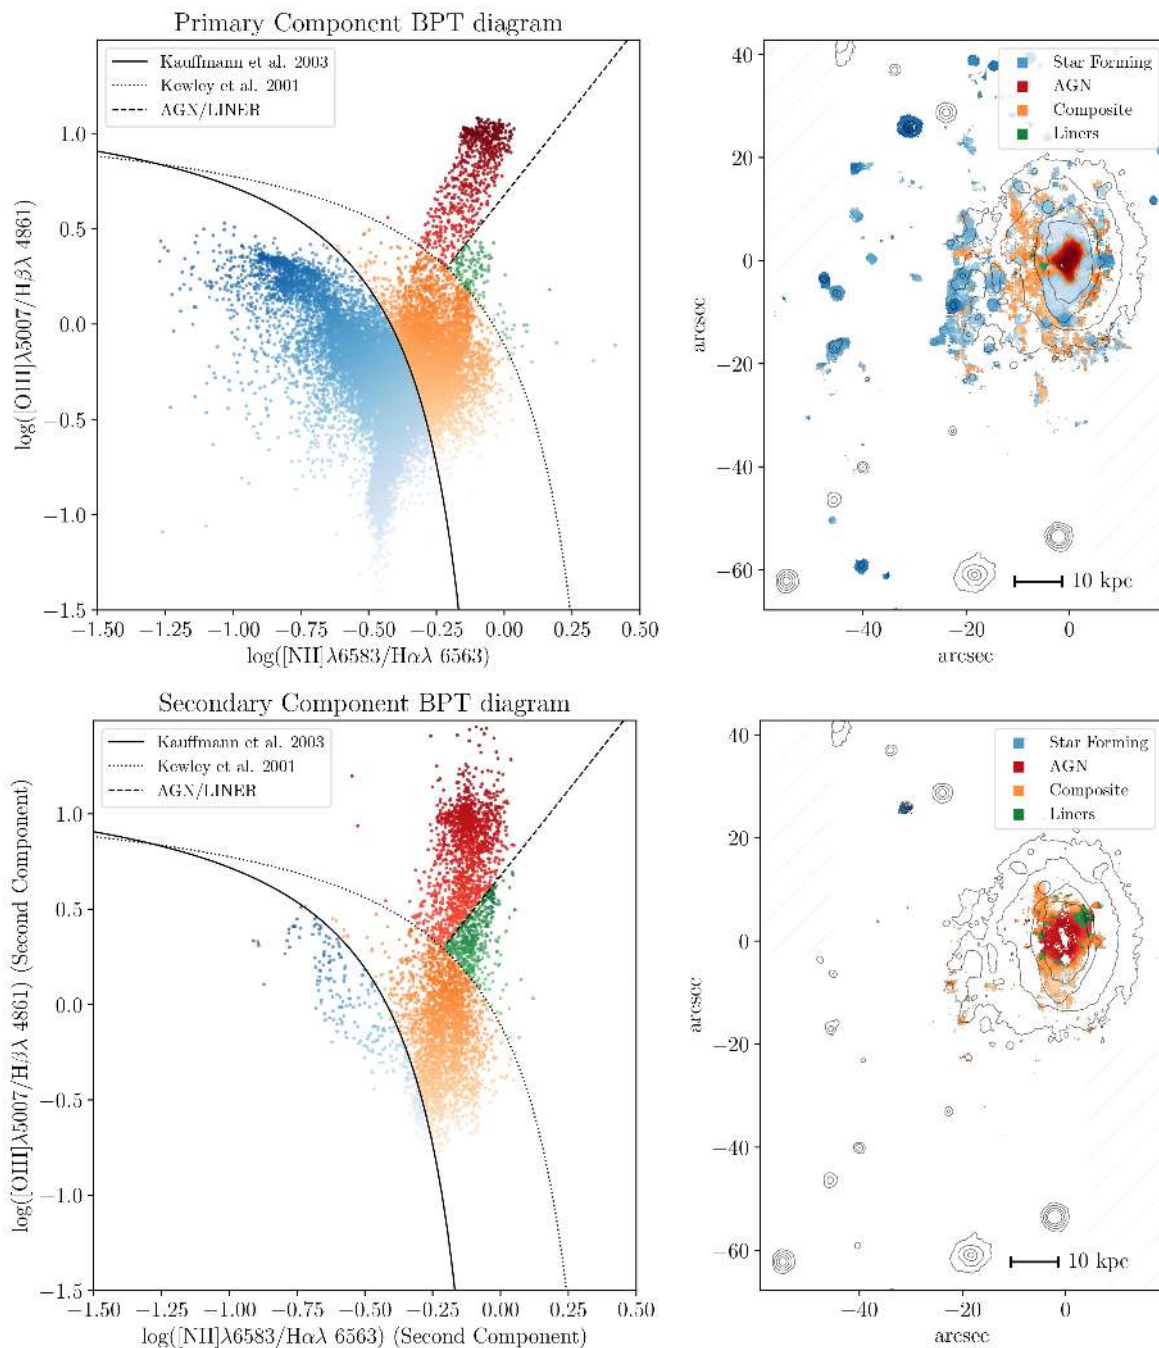 Primary Component BPT diagram
Kauffmann et al. 2003
Kewley et al. 2001
AGN/LINER
log([OIII]λ5007/Hβλ 4861)
1.0
0.5
0.0
−0.5
−1.0
−1.5
−1.50 −1.25 −1.00 −0.75 −0.50 −0.25 0.00 0.25 0.50
log([NII]λ6583/Hαλ 6563)
Star Forming
AGN
Composite
Liners
arcsec
40
20
0
−20
−40
−60
10 kpc
−40 −20 0
arcsec
Secondary Component BPT diagram
Kauffmann et al. 2003
Kewley et al. 2001
AGN/LINER
log([OIII]λ5007/Hβλ 4861) (Second Component)
1.0
0.5
0.0
−0.5
−1.0
−1.5
−1.50 −1.25 −1.00 −0.75 −0.50 −0.25 0.00 0.25 0.50
log([NII]λ6583/Hαλ 6563) (Second Component)
Star Forming
AGN
Composite
Liners
arcsec
40
20
0
−20
−40
−60
10 kpc
−40 −20 0
arcsec